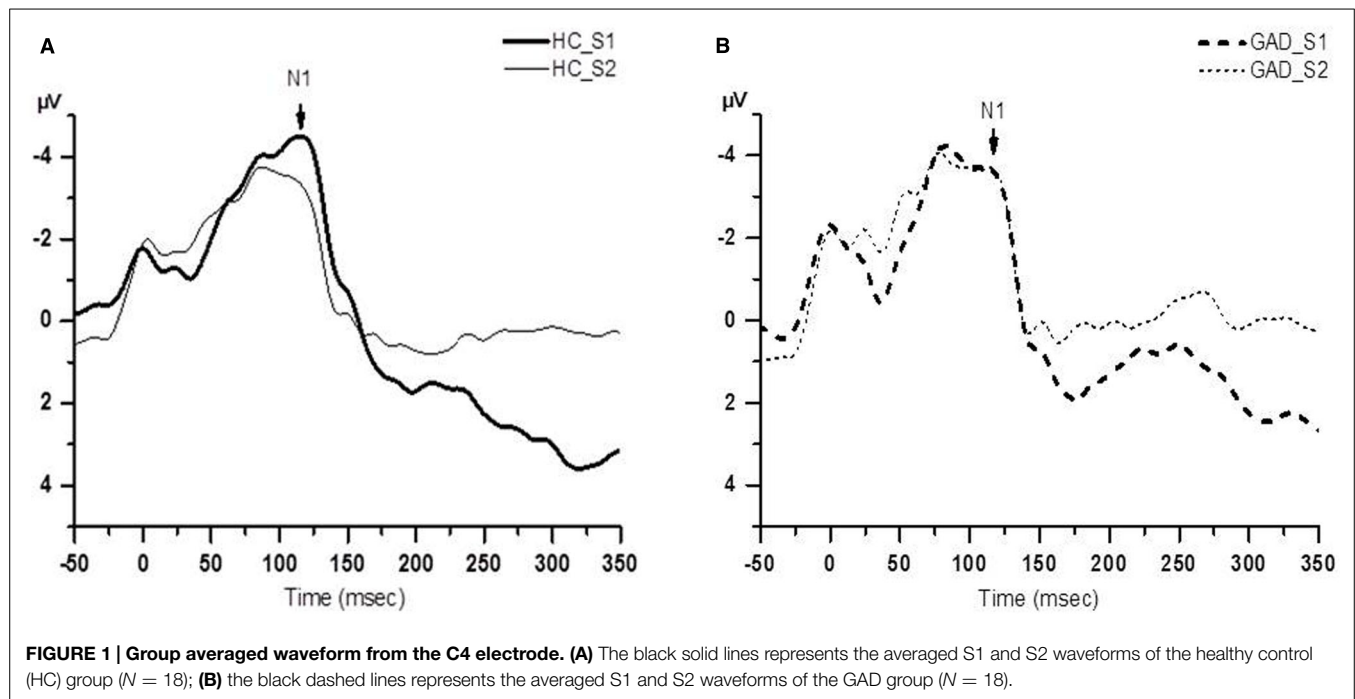 A
HC_S1
HC_S2
N1
µV
-4
-2
0
2
4
-50 0 50 100 150 200 250 300 350
Time (msec)
B
GAD_S1
GAD_S2
N1
µV
-4
-2
0
2
4
-50 0 50 100 150 200 250 300 350
Time (msec)
FIGURE 1 | Group averaged waveform from the C4 electrode. (A) The black solid lines represents the averaged S1 and S2 waveforms of the healthy control
(HC) group (N = 18); (B) the black dashed lines represents the averaged S1 and S2 waveforms of the GAD group (N = 18).